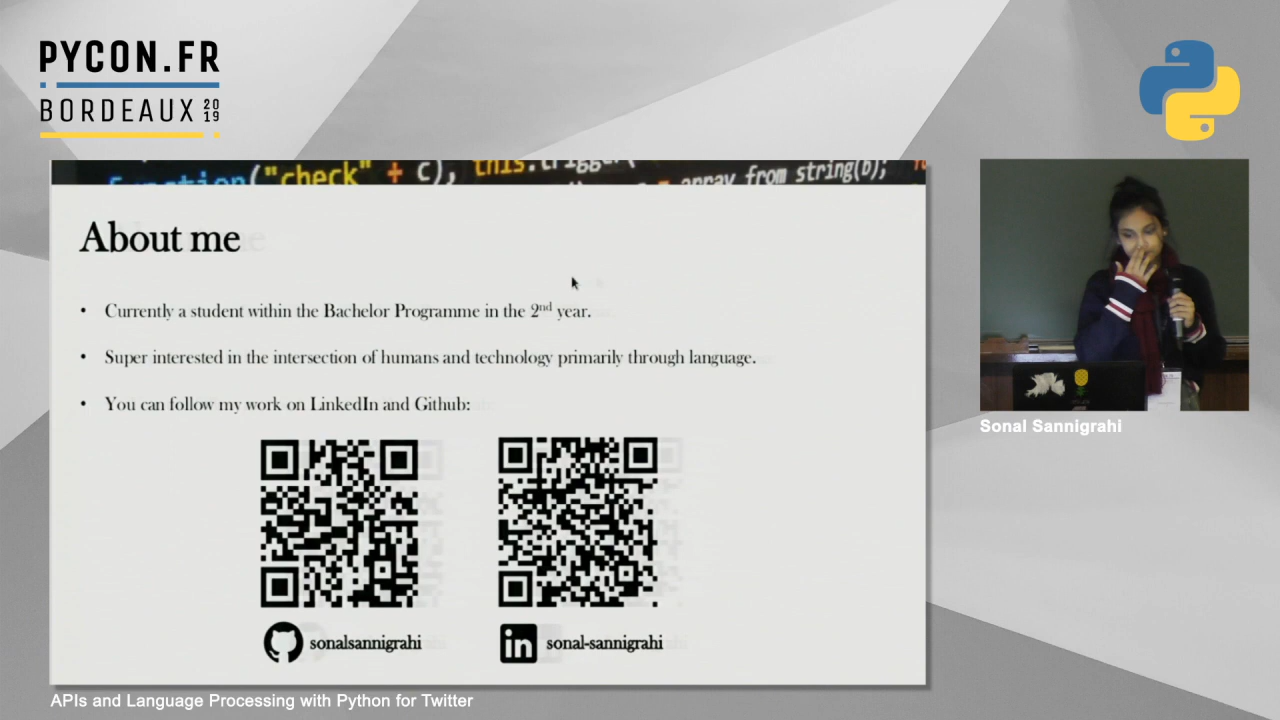 PYCON.FR
BORDEAUX 2019
function("check" + c), this.trigger(
array from string(b);
About me
• Currently a student within the Bachelor Programme in the 2nd year.
• Super interested in the intersection of humans and technology primarily through language.
• You can follow my work on LinkedIn and Github:
sonalsannigrahi
in sonal-sannigrahi
Sonal Sannigrahi
APIs and Language Processing with Python for Twitter